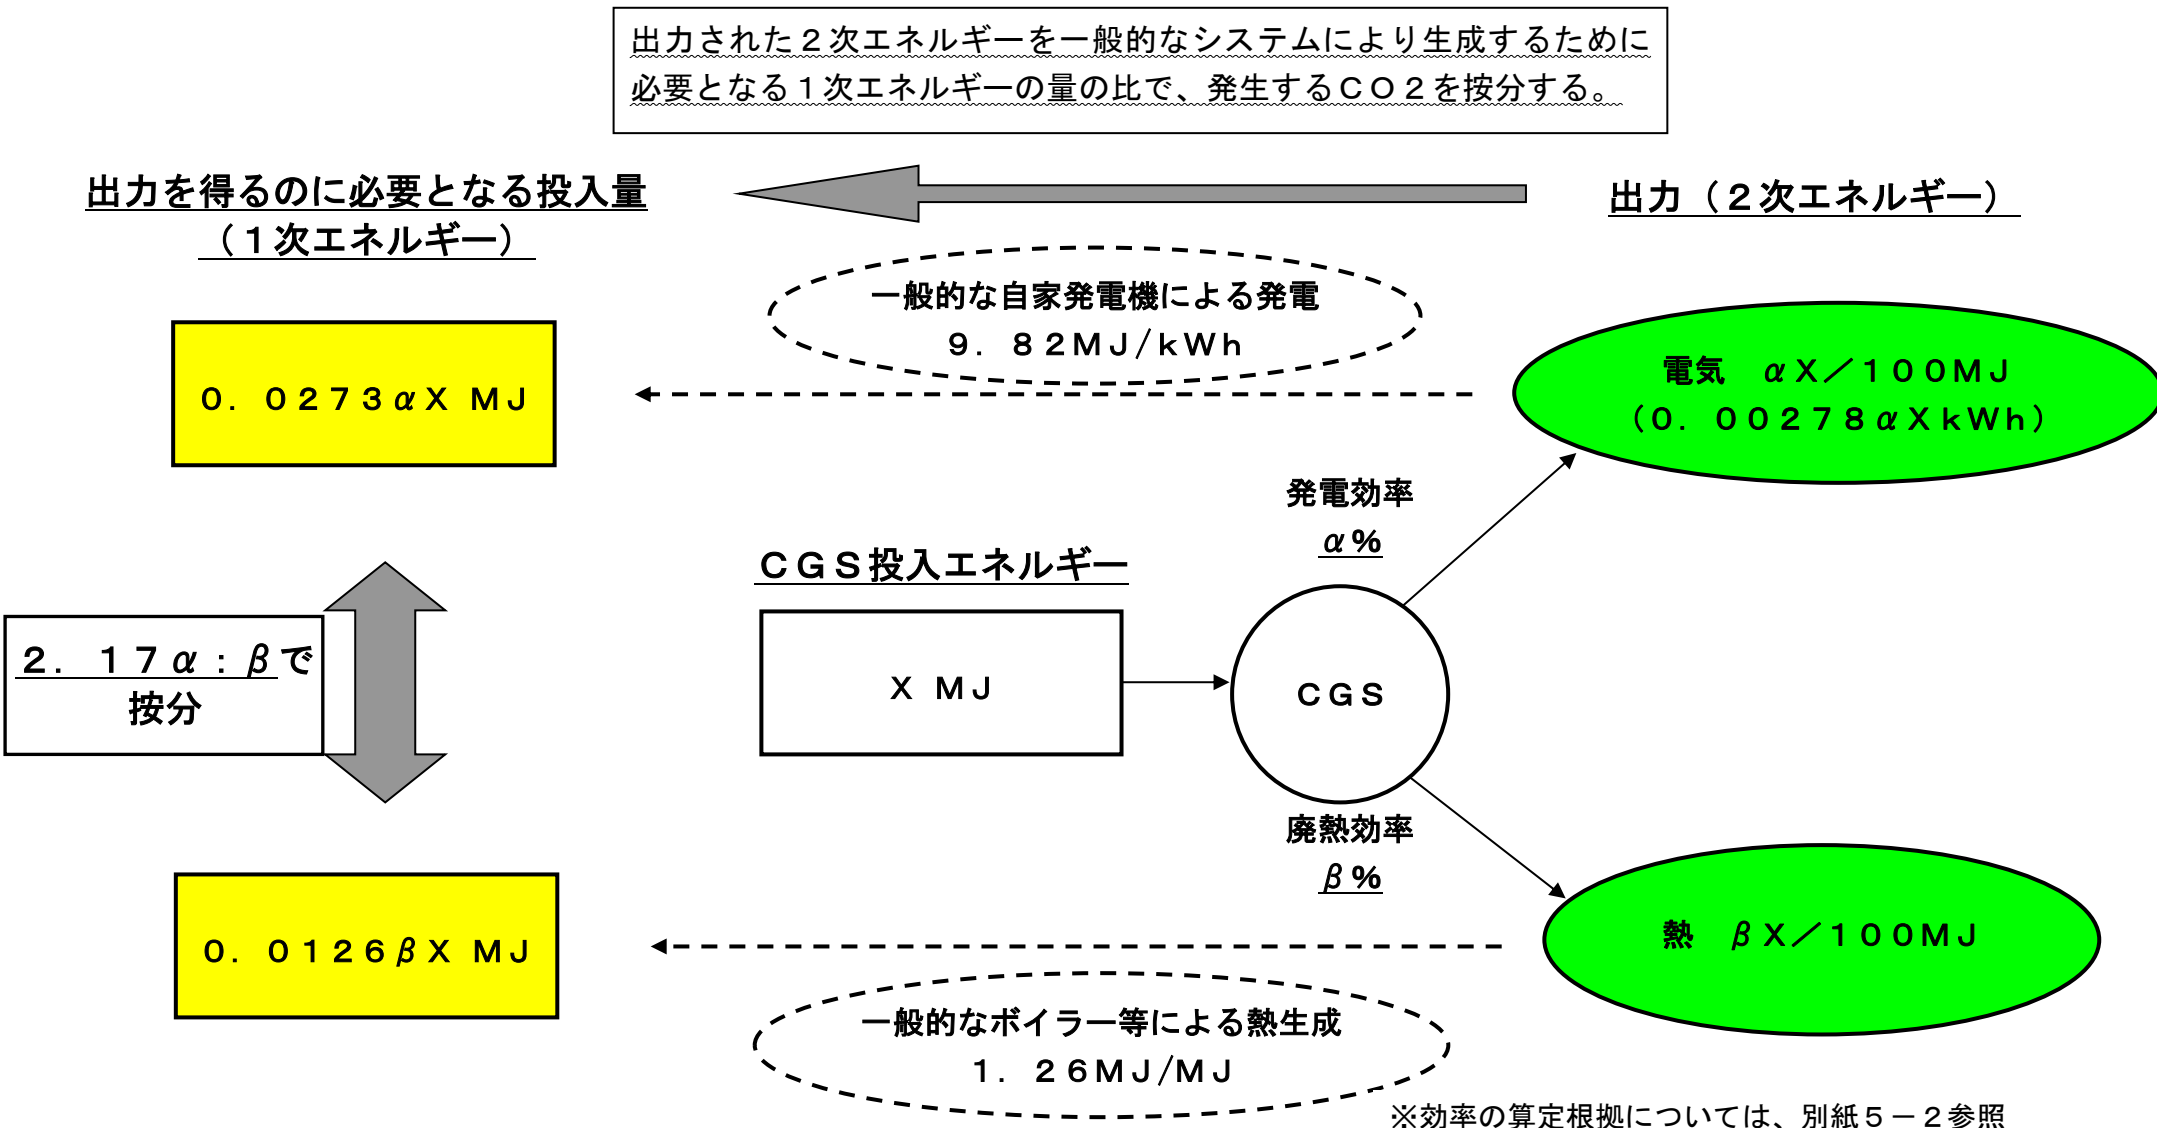 出力された２次エネルギーを一般的なシステムにより生成するために
必要となる１次エネルギーの量の比で、発生するＣＯ２を按分する。
出力を得るのに必要となる投入量
（１次エネルギー）
出力（２次エネルギー）
一般的な自家発電機による発電
９．８２ＭＪ/ｋＷｈ
０．０２７３αＸ ＭＪ
電気　αＸ／１００ＭＪ
（０．００２７８αＸｋＷｈ）
発電効率
α％
ＣＧＳ投入エネルギー
２．１７α：βで
按分
Ｘ ＭＪ
ＣＧＳ
廃熱効率
β％
０．０１２６βＸ ＭＪ
熱　βＸ／１００ＭＪ
一般的なボイラー等による熱生成
１．２６ＭＪ/ＭＪ
※効率の算定根拠については、別紙５－２参照